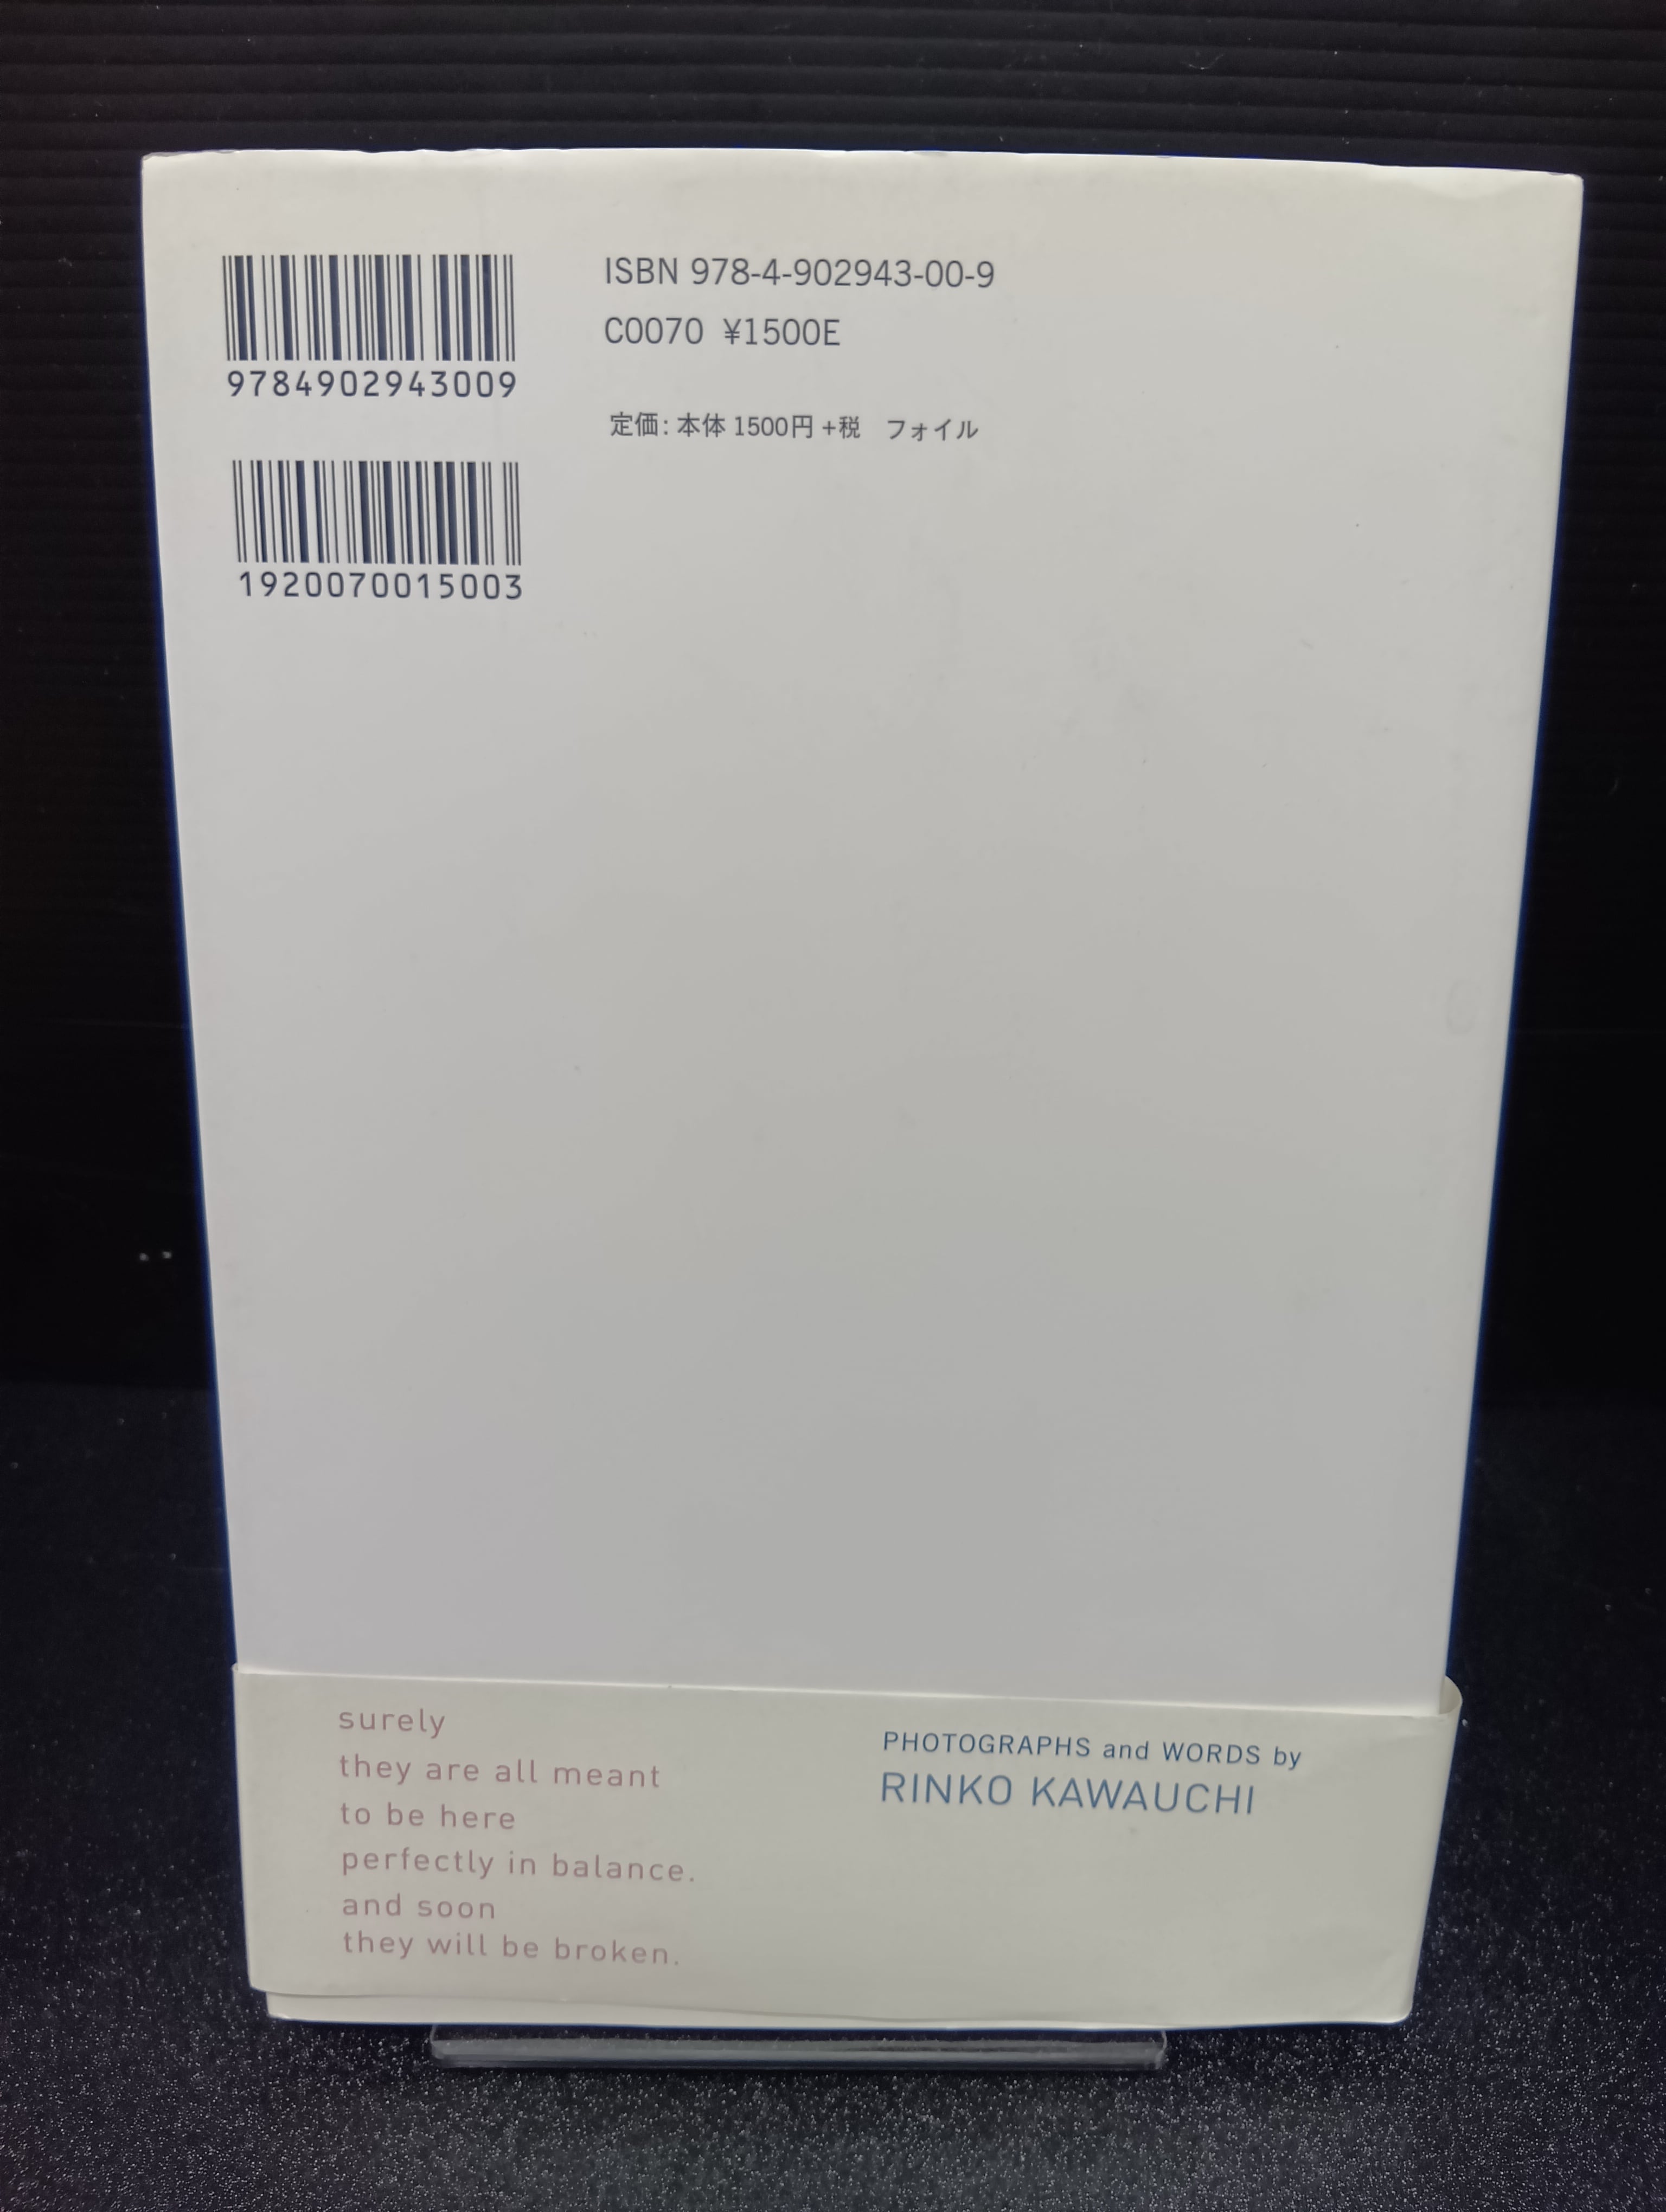 ISBN 978-4-902943-00-9
C0070 ¥1500E
9784902943009
定価: 本体 1500円+税 フォイル
1920070015003
surely
they are all meant
to be here
perfectly in balance.
and soon
they will be broken.
PHOTOGRAPHS and WORDS by
RINKO KAWAUCHI